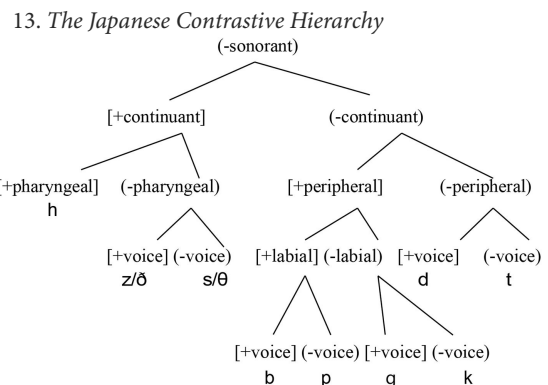 13. The Japanese Contrastive Hierarchy
(-sonorant)
[+continuant] (-continuant)
[+pharyngeal] (-pharyngeal) [+peripheral] (-peripheral)
h
[+voice] (-voice) [+labial] (-labial) [+voice] (-voice)
z/ð s/θ d t
[+voice] (-voice) [+voice] (-voice)
b p g k